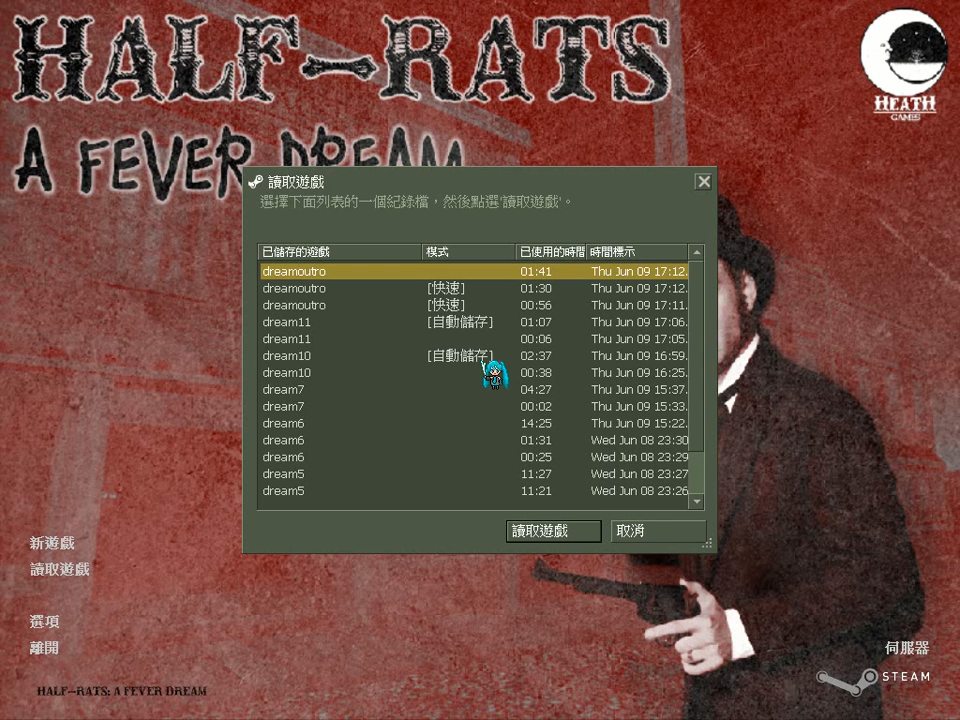 HALF-RATS
A FEVER DREAM
HEATH
GAMES
讀取遊戲
選擇下面列表的一個紀錄檔，然後點選'讀取遊戲'。
已儲存的遊戲 模式 已使用的時間 時間標示
dreamoutro 01:41 Thu Jun 09 17:12.
dreamoutro [快速] 01:30 Thu Jun 09 17:12.
dreamoutro [快速] 00:56 Thu Jun 09 17:11.
dream11 [自動儲存] 01:07 Thu Jun 09 17:06.
dream11 00:06 Thu Jun 09 17:05.
dream10 [自動儲存] 02:37 Thu Jun 09 16:59.
dream10 00:38 Thu Jun 09 16:25.
dream7 04:27 Thu Jun 09 15:37.
dream7 00:02 Thu Jun 09 15:33.
dream6 14:25 Thu Jun 09 15:22.
dream6 01:31 Wed Jun 08 23:30
dream6 00:25 Wed Jun 08 23:29
dream5 11:27 Wed Jun 08 23:27
dream5 11:21 Wed Jun 08 23:26
讀取遊戲 取消
新遊戲
讀取遊戲
選項
離開
伺服器
STEAM
HALF-RATS: A FEVER DREAM